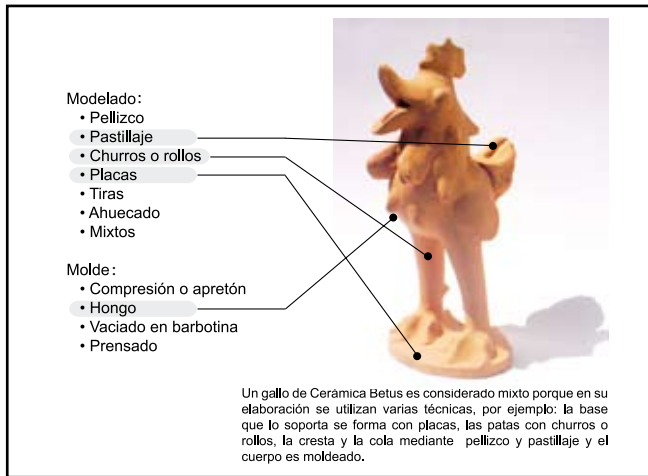 Modelado:
• Pellizco
• Pastillaje
• Churros o rollos
• Placas
• Tiras
• Ahuecado
• Mixtos
Molde:
• Compresión o apretón
• Hongo
• Vaciado en barbotina
• Prensado
Un gallo de Cerámica Betus es considerado mixto porque en su
elaboración se utilizan varias técnicas, por ejemplo: la base
que lo soporta se forma con placas, las patas con churros o
rollos, la cresta y la cola mediante pellizco y pastillaje y el
cuerpo es moldeado.